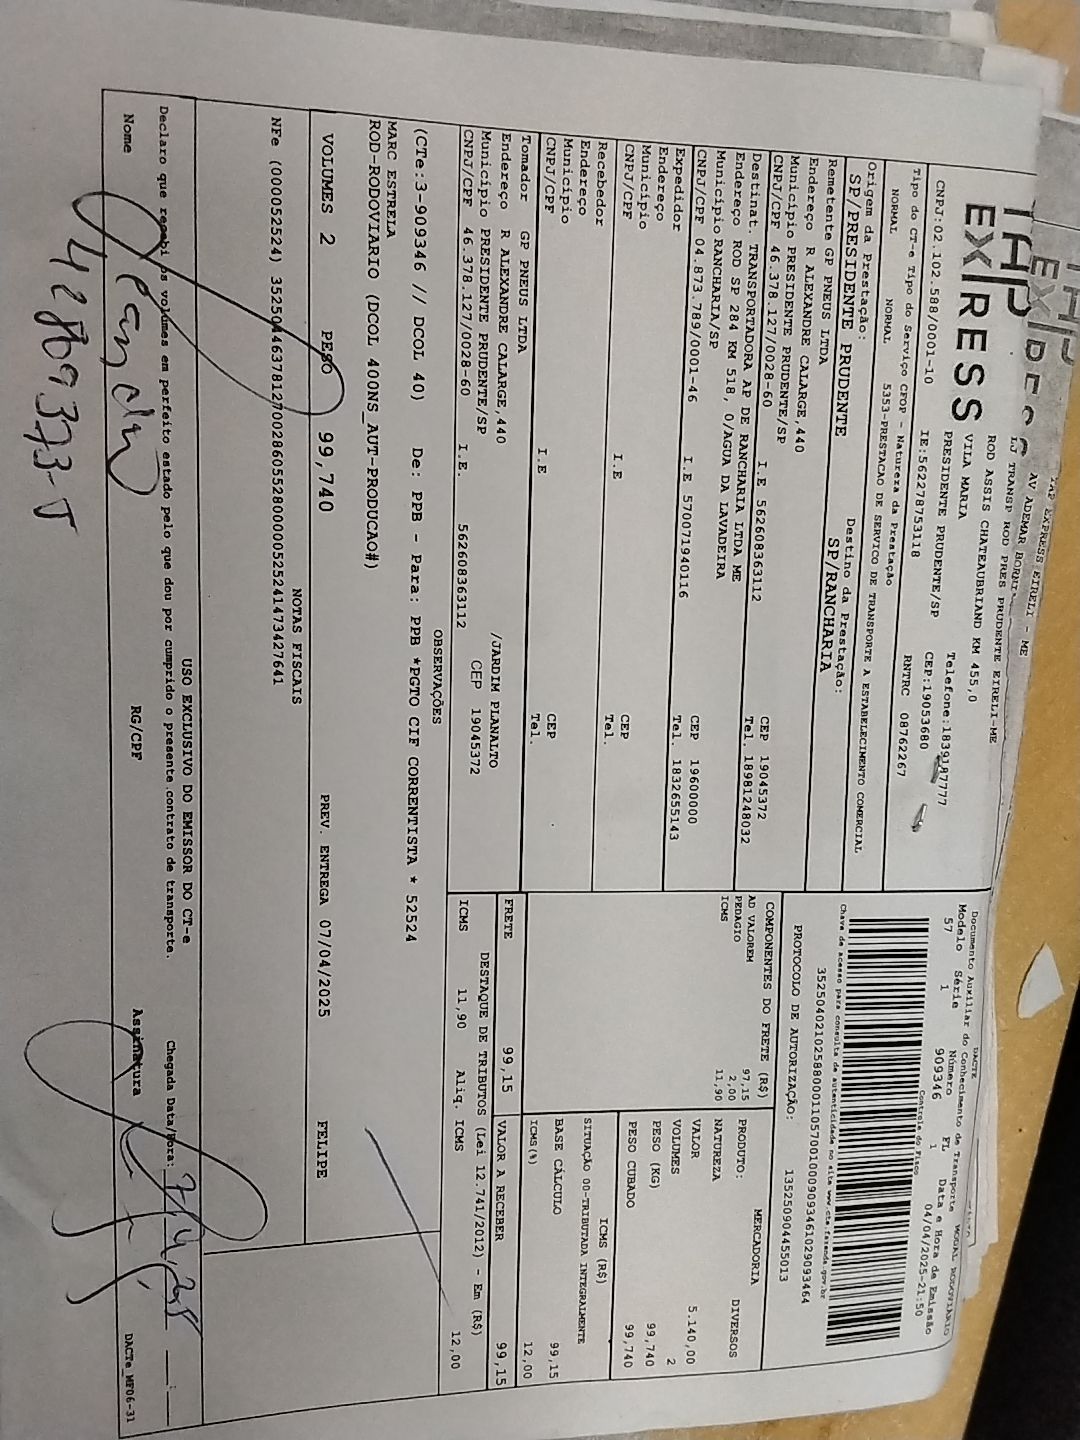 TAP EXPRESS EIRELI - ME
EX/RESS
ROD ASSIS CHATEAUBRIAND KM 455,0
VILA MARIA
PRESIDENTE PRUDENTE/SP Telefone:1839187777
CNPJ:02.102.588/0001-10 IE:562278753118 CEP:19053680
Tipo do CT-e Tipo do Serviço CFOP - Natureza da Prestação RNTRC 08762267
NORMAL NORMAL 5353-PRESTACAO DE SERVICO DE TRANSPORTE A ESTABELECIMENTO COMERCIAL
DACTE
Documento Auxiliar do Conhecimento de Transporte MODAL RODOVIÁRIO
Modelo Série Número FL Data e Hora de Emissão
57 1 909346 1 04/04/2025-21:50
Controle do Fisco
Chave de acesso para consulta de autenticidade no site www.cte.fazenda.gov.br
35250402102588000110570010009093461029093464
PROTOCOLO DE AUTORIZAÇÃO: 135250904455013
Origem da Prestação: Destino da Prestação:
SP/PRESIDENTE PRUDENTE SP/RANCHARIA
Remetente GP PNEUS LTDA
Endereço R ALEXANDRE CALARGE,440
Município PRESIDENTE PRUDENTE/SP CEP 19045372
CNPJ/CPF 46.378.127/0028-60 I.E 562608363112 Tel. 18981248032
Destinat. TRANSPORTADORA AP DE RANCHARIA LTDA ME
Endereço ROD SP 284 KM 518, 0/AGUA DA LAVADEIRA
Município RANCHARIA/SP CEP 19600000
CNPJ/CPF 04.873.789/0001-46 I.E 570071940116 Tel. 1832655143
Expedidor
Endereço
Município CEP
CNPJ/CPF I.E Tel.
Recebedor
Endereço
Município CEP
CNPJ/CPF I.E Tel.
Tomador GP PNEUS LTDA
Endereço R ALEXANDRE CALARGE,440 /JARDIM PLANALTO
Município PRESIDENTE PRUDENTE/SP CEP 19045372
CNPJ/CPF 46.378.127/0028-60 I.E. 562608363112
COMPONENTES DO FRETE (R$)
AD VALOREM 97,15
PEDAGIO 2,00
ICMS 11,90
MERCADORIA
PRODUTO: DIVERSOS
NATUREZA
VALOR 5.140,00
VOLUMES 2
PESO (KG) 99,740
PESO CUBADO 99,740
ICMS (R$)
SITUAÇÃO 00-TRIBUTADA INTEGRALMENTE
BASE CÁLCULO 99,15
ICMS(%) 12,00
FRETE 99,15 VALOR A RECEBER 99,15
DESTAQUE DE TRIBUTOS (Lei 12.741/2012) - Em (R$)
ICMS 11,90 Aliq. ICMS 12,00
OBSERVAÇÕES
(CTe:3-909346 // DCOL 40) De: PPB - Para: PPB *PGTO CIF CORRENTISTA * 52524
MARC ESTRELA
ROD-RODOVIARIO (DCOL 400NS_AUT-PRODUCAO#)
VOLUMES 2 PESO 99,740 PREV. ENTREGA 07/04/2025 FELIPE
NOTAS FISCAIS
NFe (000052524) 35250446378127002860552800000525241473427641
USO EXCLUSIVO DO EMISSOR DO CT-e
Declaro que recebi os volumes em perfeito estado pelo que dou por cumprido o presente contrato de transporte. Chegada Data/Hora:
Nome RG/CPF Assinatura DACTe_MF06-31